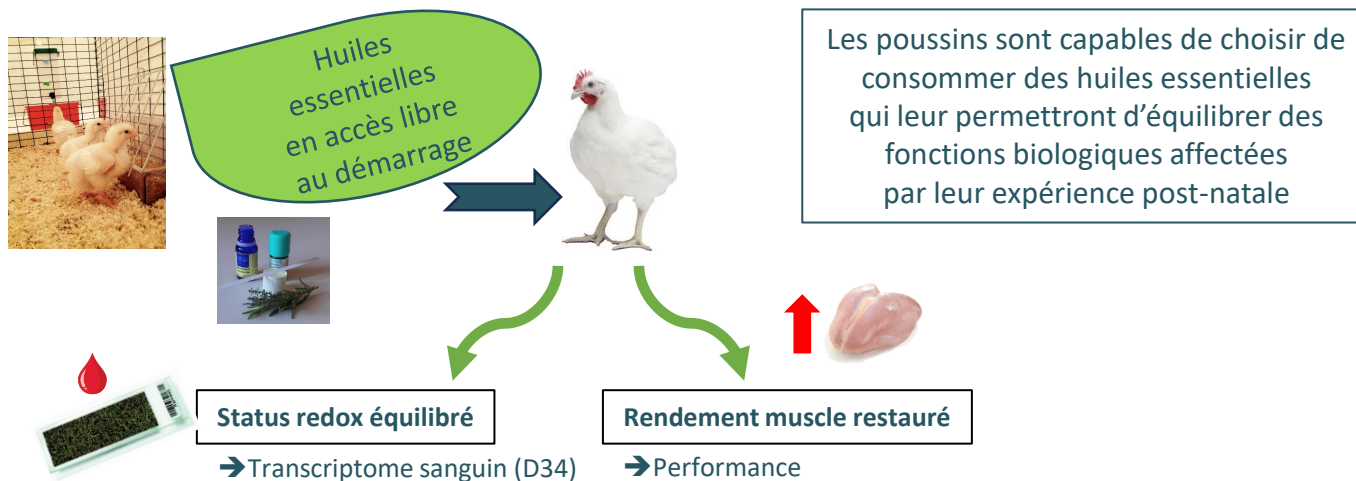 Huiles
essentielles
en accès libre
au démarrage
Les poussins sont capables de choisir de
consommer des huiles essentielles
qui leur permettront d’équilibrer des
fonctions biologiques affectées
par leur expérience post-natale
Status redox équilibré
➔Transcriptome sanguin (D34)
Rendement muscle restauré
➔Performance